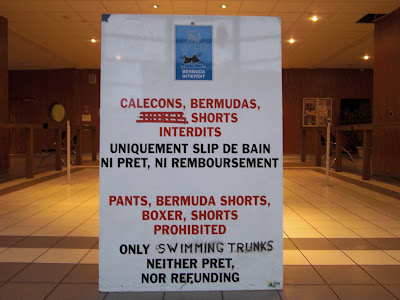 BERMUDA
INTERDIT
CALECONS, BERMUDAS,
BOXER, SHORTS
INTERDITS
UNIQUEMENT SLIP DE BAIN
NI PRET, NI REMBOURSEMENT
PANTS, BERMUDA SHORTS,
BOXER, SHORTS
PROHIBITED
ONLY SWIMMING TRUNKS
NEITHER PRET,
NOR REFUNDING